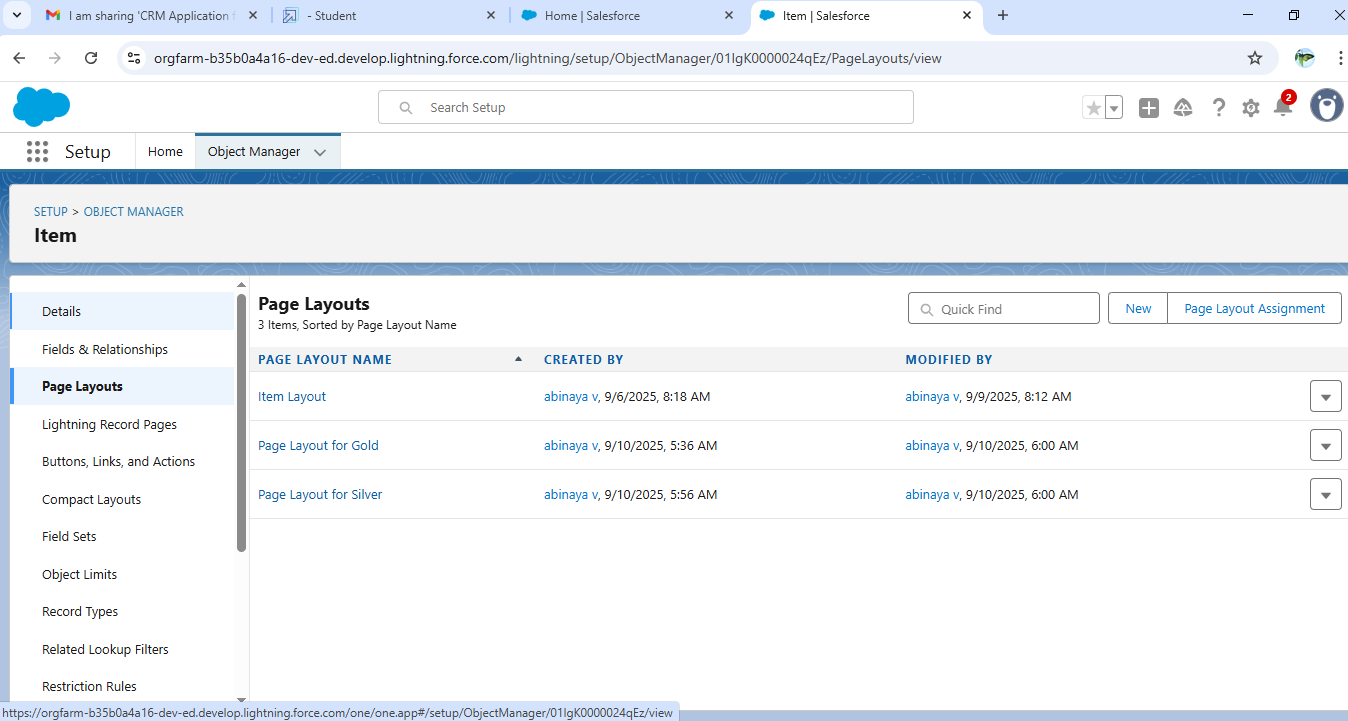 I am sharing 'CRM Application f
- Student
Home | Salesforce
Item | Salesforce
orgfarm-b35b0a4a16-dev-ed.develop.lightning.force.com/lightning/setup/ObjectManager/01IgK0000024qEz/PageLayouts/view
Search Setup
2
Setup
Home
Object Manager
SETUP > OBJECT MANAGER
Item
Details
Fields & Relationships
Page Layouts
Lightning Record Pages
Buttons, Links, and Actions
Compact Layouts
Field Sets
Object Limits
Record Types
Related Lookup Filters
Restriction Rules
Page Layouts
3 Items, Sorted by Page Layout Name
Quick Find
New
Page Layout Assignment
PAGE LAYOUT NAME CREATED BY MODIFIED BY
Item Layout abinaya v, 9/6/2025, 8:18 AM abinaya v, 9/9/2025, 8:12 AM
Page Layout for Gold abinaya v, 9/10/2025, 5:36 AM abinaya v, 9/10/2025, 6:00 AM
Page Layout for Silver abinaya v, 9/10/2025, 5:56 AM abinaya v, 9/10/2025, 6:00 AM
https://orgfarm-b35b0a4a16-dev-ed.develop.lightning.force.com/one/one.app#/setup/ObjectManager/01IgK0000024qEz/view